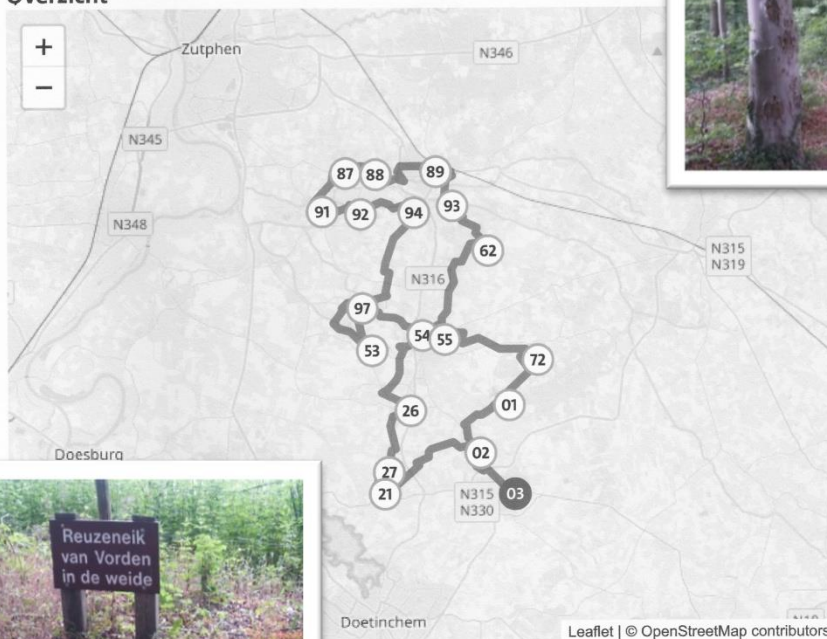 Overzicht
+
−
Zutphen
N346
N345
87
88
89
91
92
94
93
N348
62
N315
N319
N316
97
54
55
53
72
26
01
Doesburg
02
27
21
N315
N330
03
Reuzeneik
van Vorden
in de weide
Doetinchem
Leaflet | © OpenStreetMap contributors